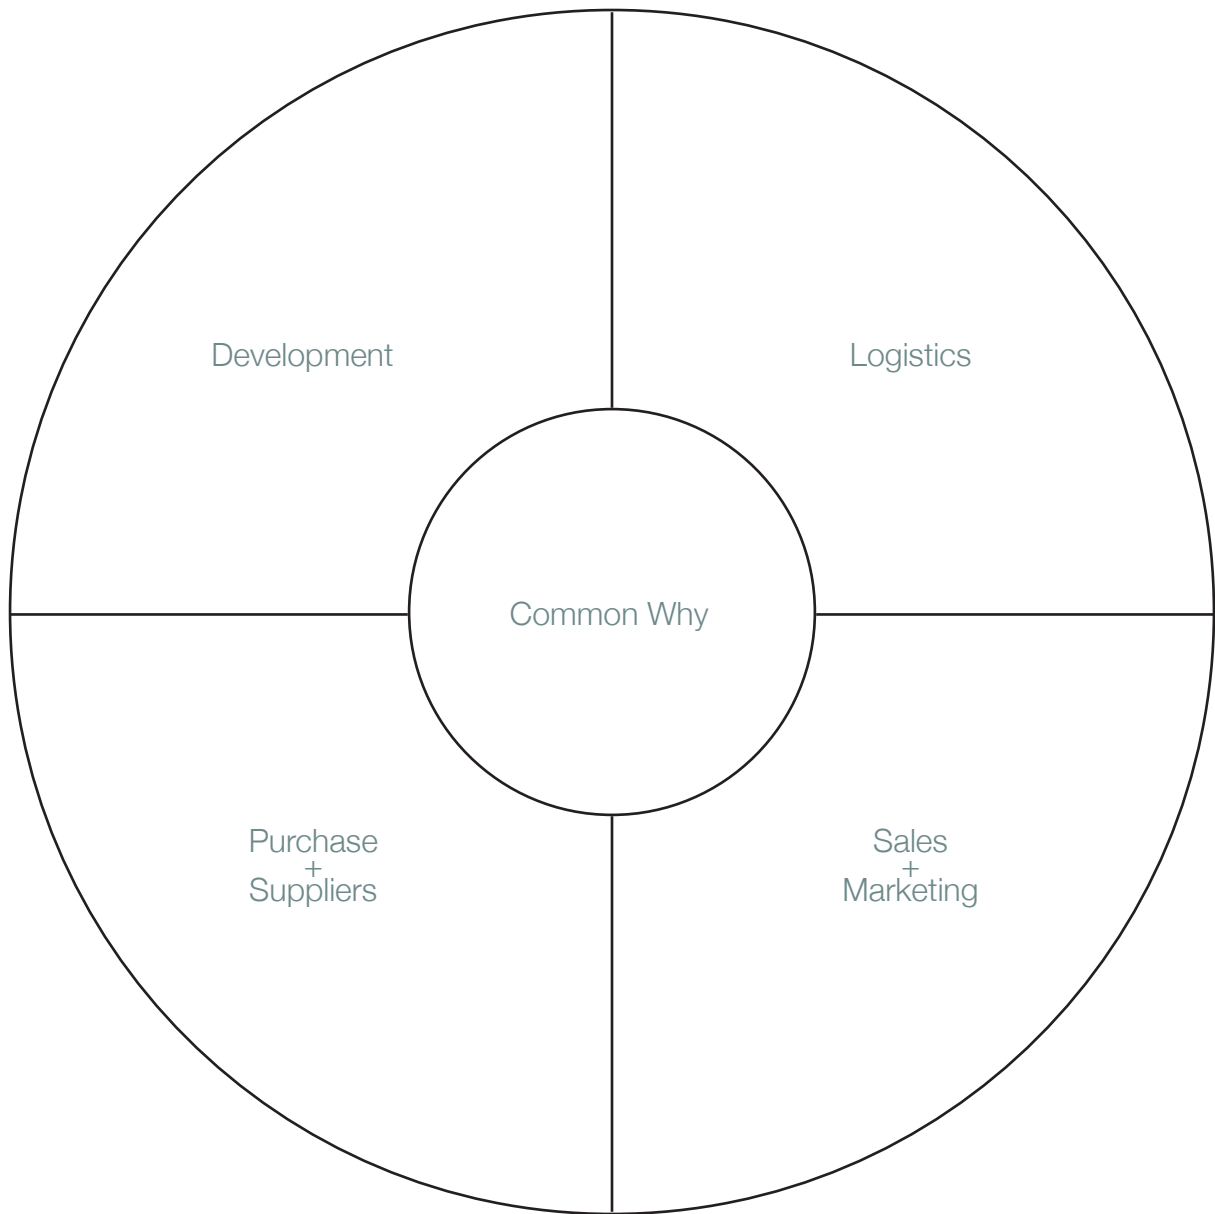 Development
Logistics
Common Why
Purchase
+
Suppliers
Sales
+
Marketing